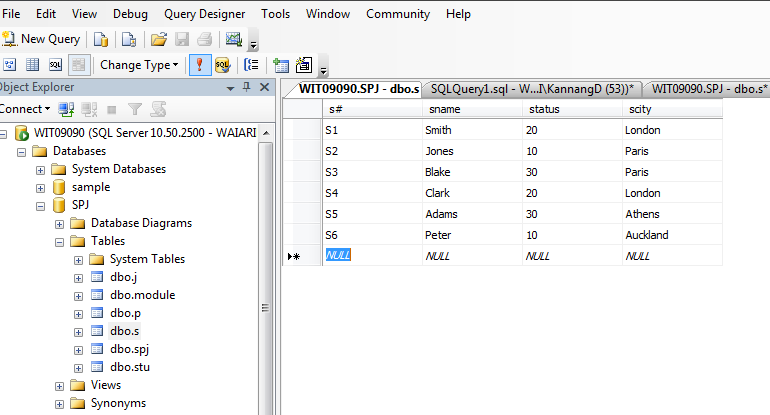 File Edit View Debug Query Designer Tools Window Community Help
New Query
Change Type
Object Explorer
Connect
WIT09090 (SQL Server 10.50.2500 - WAIARI
Databases
System Databases
sample
SPJ
Database Diagrams
Tables
System Tables
dbo.j
dbo.module
dbo.p
dbo.s
dbo.spj
dbo.stu
Views
Synonyms
WIT09090.SPJ - dbo.s SQLQuery1.sql - W...I\KannangD (53))* WIT09090.SPJ - dbo.s*
s# sname status scity
S1 Smith 20 London
S2 Jones 10 Paris
S3 Blake 30 Paris
S4 Clark 20 London
S5 Adams 30 Athens
S6 Peter 10 Auckland
NULL NULL NULL NULL